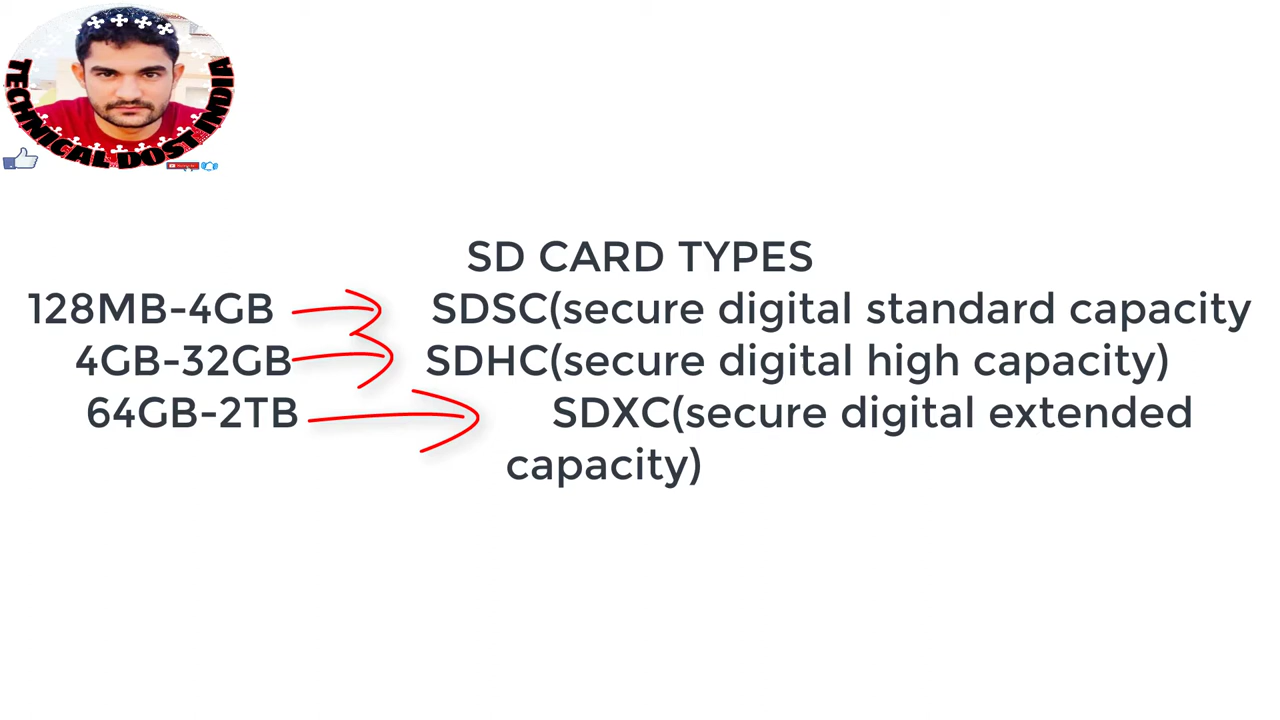 TECHNICAL DOST INDIA
SD CARD TYPES
128MB-4GB SDSC(secure digital standard capacity
4GB-32GB SDHC(secure digital high capacity)
64GB-2TB SDXC(secure digital extended
capacity)